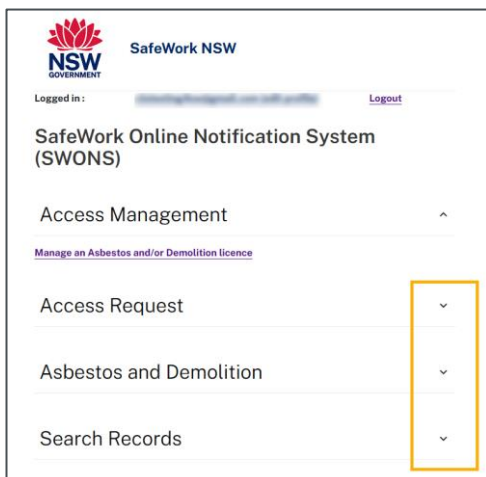 NSW
GOVERNMENT
SafeWork NSW
Logged in :
Logout
SafeWork Online Notification System
(SWONS)
Access Management
Manage an Asbestos and/or Demolition licence
Access Request
Asbestos and Demolition
Search Records